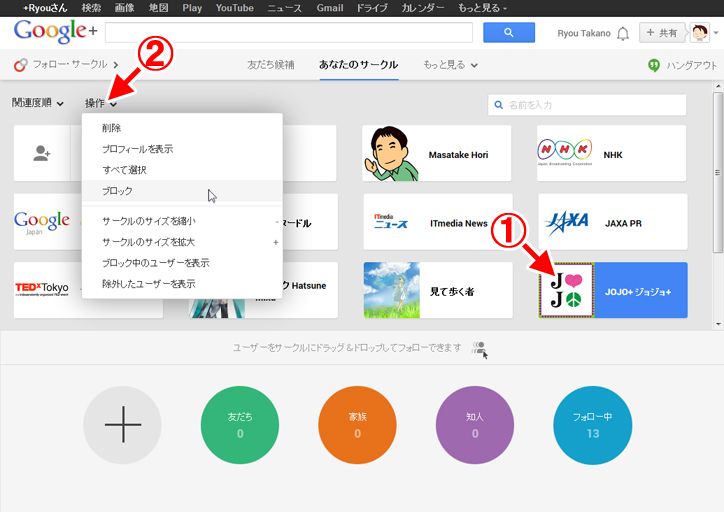 +Ryouさん 検索 画像 地図 Play YouTube ニュース Gmail ドライブ カレンダー もっと見る
Google+ Ryou Takano + 共有
フォロー・サークル 友だち候補 あなたのサークル もっと見る ハングアウト
②
関連度順 操作 名前を入力
削除
プロフィールを表示
すべて選択
ブロック
サークルのサイズを縮小 -
サークルのサイズを拡大 +
ブロック中のユーザーを表示
除外したユーザーを表示
Masatake Hori
NHK
NHK
Google
Japan
ードル
ITmedia
ニュース
ITmedia News
①
JAXA
JAXA PR
TEDxTokyo
ク Hatsune
見て歩く者
J
J
JOJO+ ジョジョ+
ユーザーをサークルにドラッグ&ドロップしてフォローできます
友だち
0
家族
0
知人
0
フォロー中
13